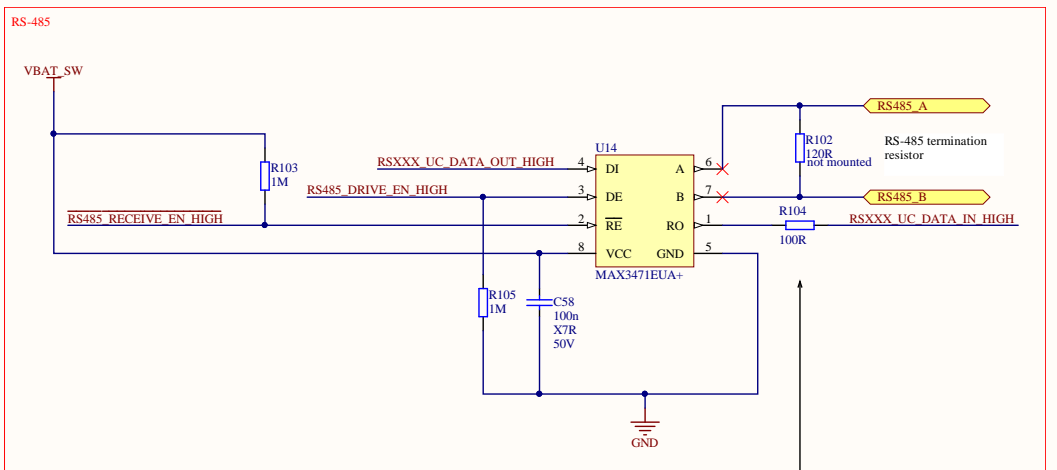 RS-485
VBAT_SW
RS485_A
R102
120R
not mounted
RS-485 termination
resistor
U14
RSXXX_UC_DATA_OUT_HIGH
4
DI
A
6
R103
1M
RS485_DRIVE_EN_HIGH
3
DE
B
7
RS485_B
RS485_RECEIVE_EN_HIGH
2
RE
RO
1
R104
100R
RSXXX_UC_DATA_IN_HIGH
8
VCC
GND
5
MAX3471EUA+
R105
1M
C58
100n
X7R
50V
GND